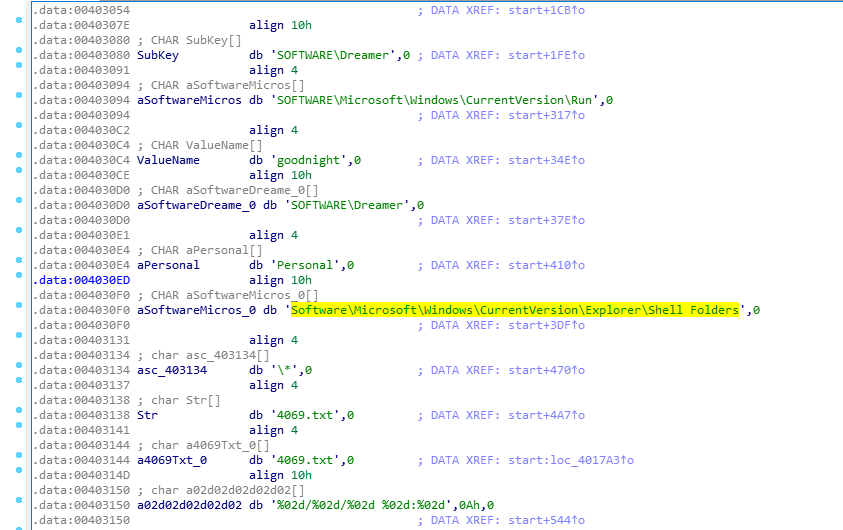 .data:00403054 ; DATA XREF: start+1CB↑o
.data:0040307E align 10h
.data:00403080 ; CHAR SubKey[]
.data:00403080 SubKey db 'SOFTWARE\Dreamer',0 ; DATA XREF: start+1FE↑o
.data:00403091 align 4
.data:00403094 ; CHAR aSoftwareMicros[]
.data:00403094 aSoftwareMicros db 'SOFTWARE\Microsoft\Windows\CurrentVersion\Run',0
.data:00403094 ; DATA XREF: start+317↑o
.data:004030C2 align 4
.data:004030C4 ; CHAR ValueName[]
.data:004030C4 ValueName db 'goodnight',0 ; DATA XREF: start+34E↑o
.data:004030CE align 10h
.data:004030D0 ; CHAR aSoftwareDreame_0[]
.data:004030D0 aSoftwareDreame_0 db 'SOFTWARE\Dreamer',0
.data:004030D0 ; DATA XREF: start+37E↑o
.data:004030E1 align 4
.data:004030E4 ; CHAR aPersonal[]
.data:004030E4 aPersonal db 'Personal',0 ; DATA XREF: start+410↑o
.data:004030ED align 10h
.data:004030F0 ; CHAR aSoftwareMicros_0[]
.data:004030F0 aSoftwareMicros_0 db 'Software\Microsoft\Windows\CurrentVersion\Explorer\Shell Folders',0
.data:004030F0 ; DATA XREF: start+3DF↑o
.data:00403131 align 4
.data:00403134 ; char asc_403134[]
.data:00403134 asc_403134 db '\*',0 ; DATA XREF: start+470↑o
.data:00403137 align 4
.data:00403138 ; char Str[]
.data:00403138 Str db '4069.txt',0 ; DATA XREF: start+4A7↑o
.data:00403141 align 4
.data:00403144 ; char a4069Txt_0[]
.data:00403144 a4069Txt_0 db '4069.txt',0 ; DATA XREF: start:loc_4017A3↑o
.data:0040314D align 10h
.data:00403150 ; char a02d02d02d02d02[]
.data:00403150 a02d02d02d02d02 db '%02d/%02d/%02d %02d:%02d',0Ah,0
.data:00403150 ; DATA XREF: start+544↑o